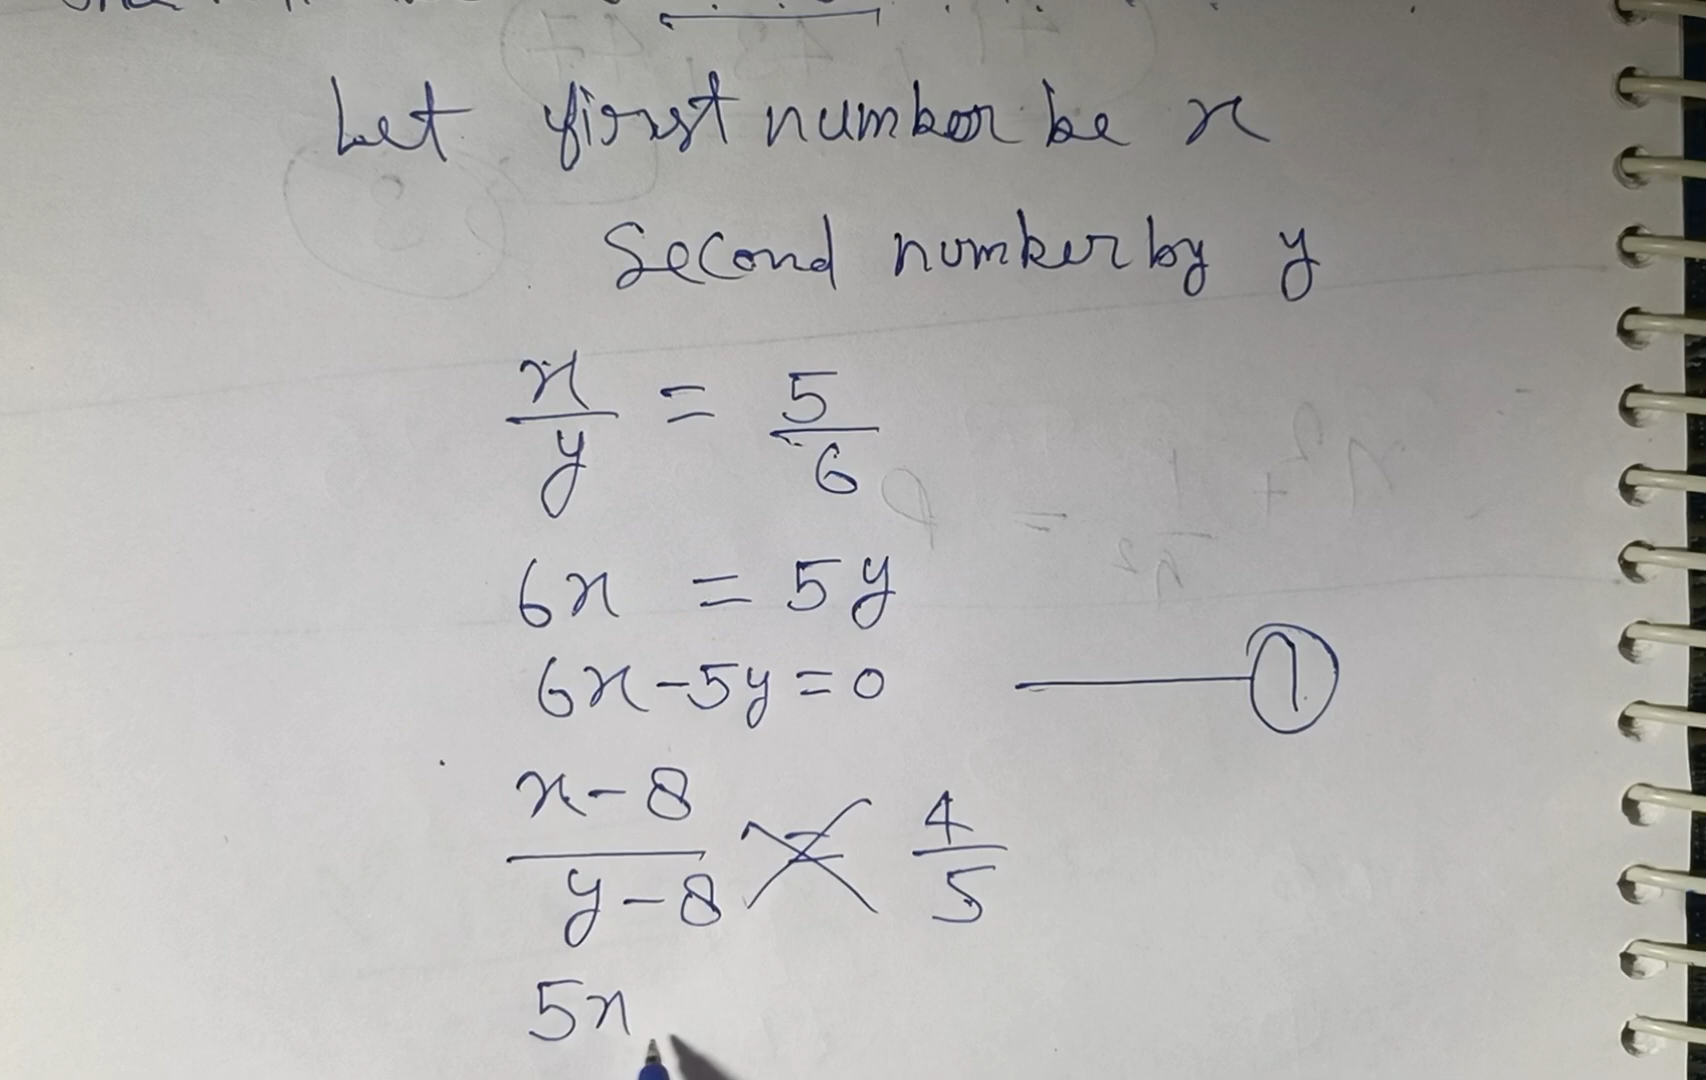 Let first number be x
Second number by y
x/y = 5/6
6x = 5y
6x-5y=0 —— 1
x-8/y-8 = 4/5
5x